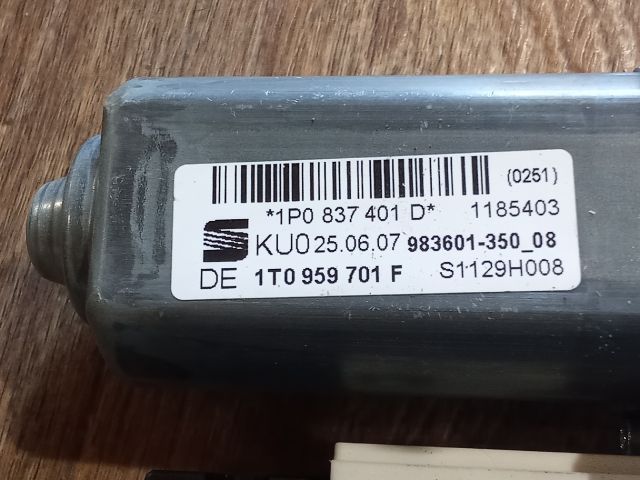 (0251)
*1P0 837 401 D* 1185403
KU0 25.06.07 983601-350_08
DE 1T0 959 701 F S1129H008